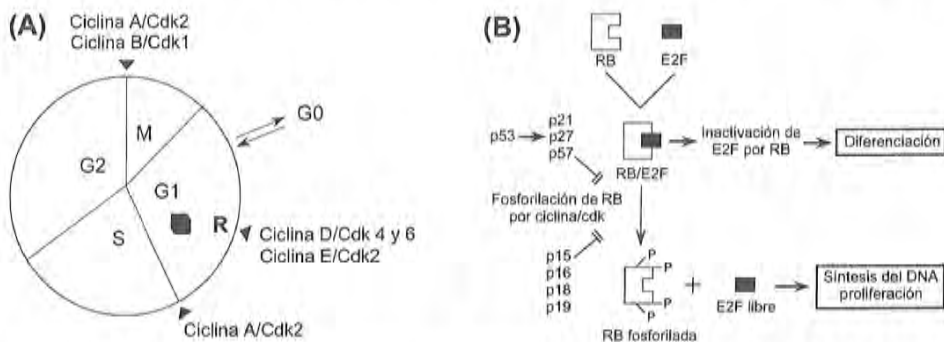 (A)
Ciclina A/Cdk2
Ciclina B/Cdk1
M
G0
G2
G1
R
S
Ciclina D/Cdk 4 y 6
Ciclina E/Cdk2
Ciclina A/Cdk2
(B)
RB
E2F
p53
p21
p27
p57
RB/E2F
Inactivación de
E2F por RB
Diferenciación
Fosforilación de RB
por ciclina/cdk
p15
p16
p18
p19
P
P
P
P
RB fosforilada
+
E2F libre
Síntesis del DNA
proliferación